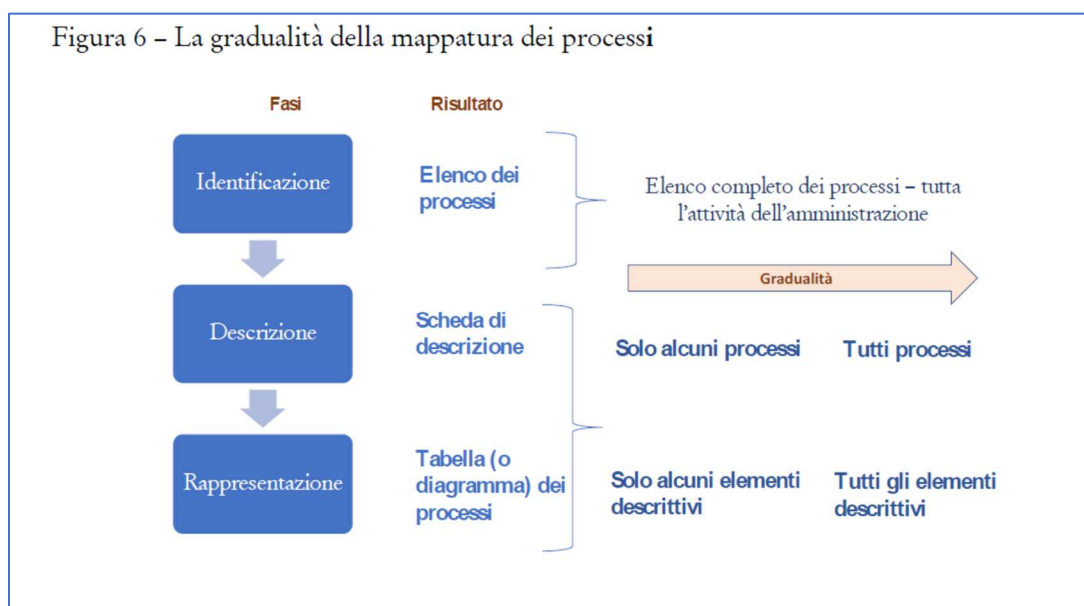 Figura 6 – La gradualità della mappatura dei processi
Fasi
Risultato
Identificazione
Elenco dei
processi
Elenco completo dei processi – tutta
l'attività dell'amministrazione
Gradualità
Descrizione
Scheda di
descrizione
Solo alcuni processi
Tutti processi
Rappresentazione
Tabella (o
diagramma) dei
processi
Solo alcuni elementi
descrittivi
Tutti gli elementi
descrittivi